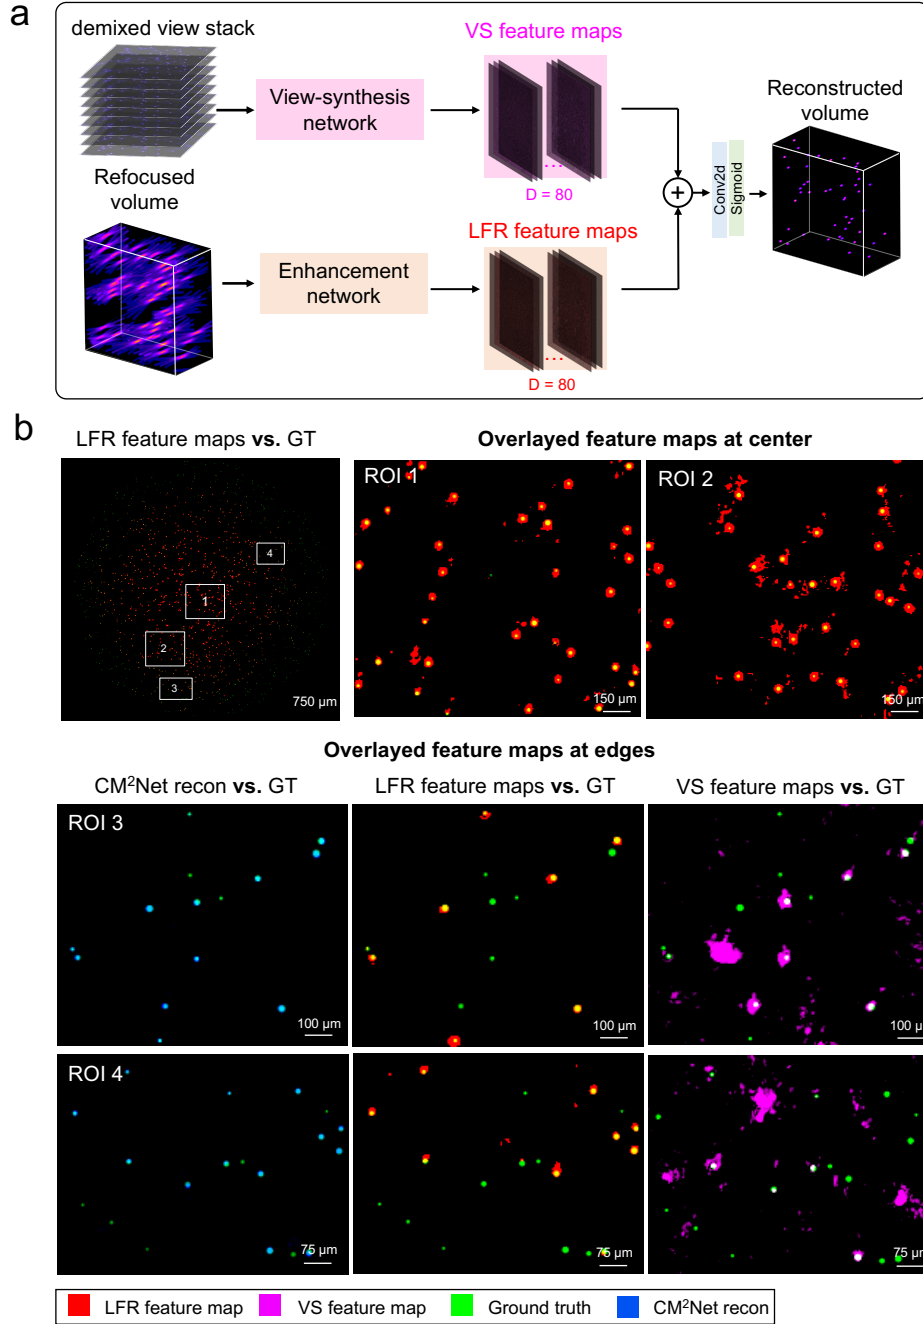 a
demixed view stack
View-synthesis
network
VS feature maps
...
D = 80
Reconstructed
volume
Refocused
volume
Enhancement
network
LFR feature maps
...
D = 80
+
Conv2d
Sigmoid
b
LFR feature maps vs. GT
Overlayed feature maps at center
1
2
3
4
750 µm
ROI 1
150 µm
ROI 2
150 µm
Overlayed feature maps at edges
CM²Net recon vs. GT
LFR feature maps vs. GT
VS feature maps vs. GT
ROI 3
100 µm
100 µm
100 µm
ROI 4
75 µm
75 µm
75 µm
LFR feature map
VS feature map
Ground truth
CM²Net recon